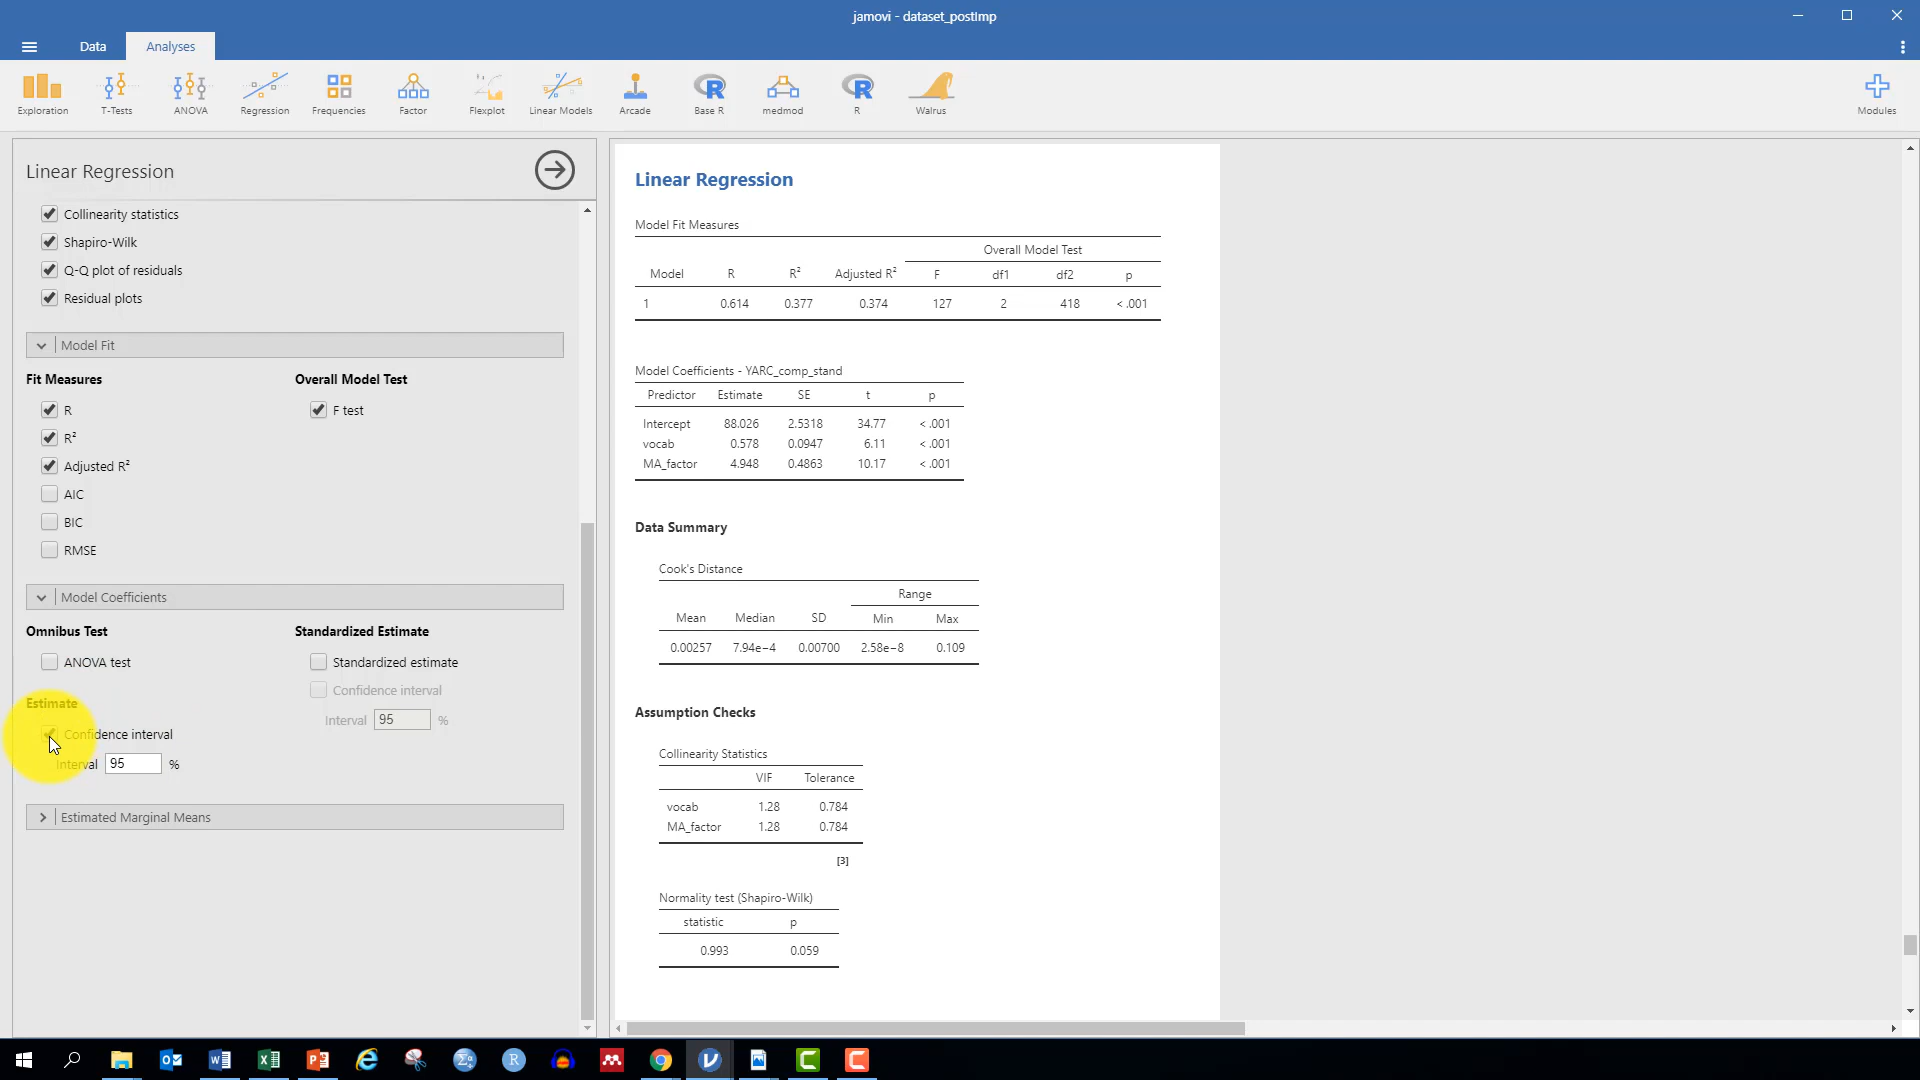 jamovi - dataset_postImp
Data Analyses
Exploration T-Tests ANOVA Regression Frequencies Factor Flexplot Linear Models Arcade Base R medmod R Walrus Modules
Linear Regression
Collinearity statistics
Shapiro-Wilk
Q-Q plot of residuals
Residual plots
Model Fit
Fit Measures Overall Model Test
R F test
R²
Adjusted R²
AIC
BIC
RMSE
Model Coefficients
Omnibus Test Standardized Estimate
ANOVA test Standardized estimate
Confidence interval
Estimate
Interval 95 %
Confidence interval
Interval 95 %
Estimated Marginal Means
Linear Regression
Model Fit Measures
Overall Model Test
Model R R² Adjusted R² F df1 df2 p
1 0.614 0.377 0.374 127 2 418 < .001
Model Coefficients - YARC_comp_stand
Predictor Estimate SE t p
Intercept 88.026 2.5318 34.77 < .001
vocab 0.578 0.0947 6.11 < .001
MA_factor 4.948 0.4863 10.17 < .001
Data Summary
Cook's Distance
Range
Mean Median SD Min Max
0.00257 7.94e−4 0.00700 2.58e−8 0.109
Assumption Checks
Collinearity Statistics
VIF Tolerance
vocab 1.28 0.784
MA_factor 1.28 0.784
[3]
Normality test (Shapiro-Wilk)
statistic p
0.993 0.059